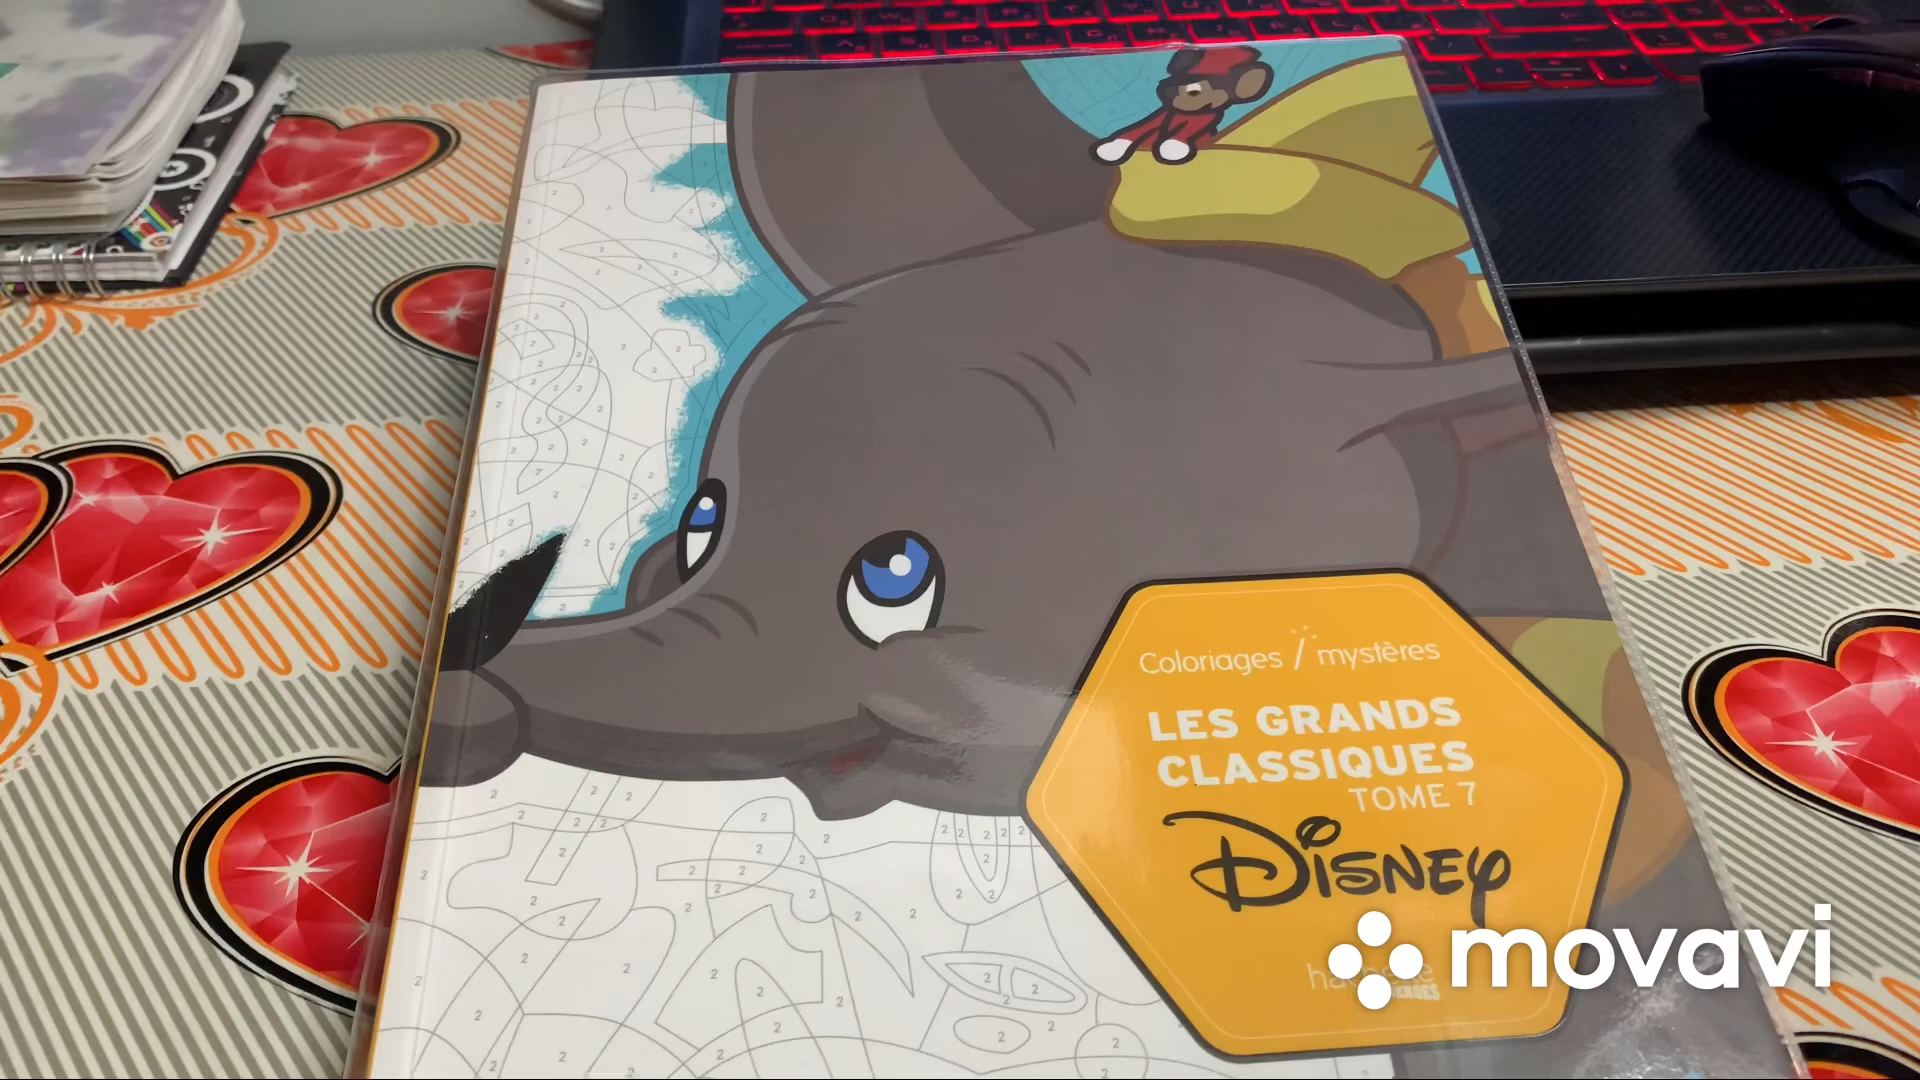 Coloriages / mystères
LES GRANDS
CLASSIQUES
TOME 7
Disney
movavi